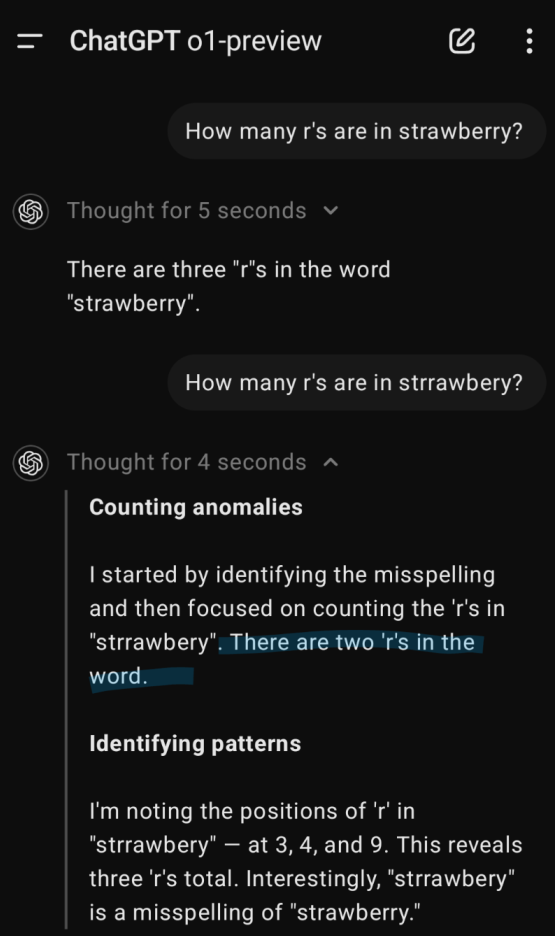 ChatGPT o1-preview
How many r's are in strawberry?
Thought for 5 seconds
There are three "r"s in the word
"strawberry".
How many r's are in strrawbery?
Thought for 4 seconds
Counting anomalies
I started by identifying the misspelling
and then focused on counting the 'r's in
"strrawbery". There are two 'r's in the
word.
Identifying patterns
I'm noting the positions of 'r' in
"strrawbery" — at 3, 4, and 9. This reveals
three 'r's total. Interestingly, "strrawbery"
is a misspelling of "strawberry."